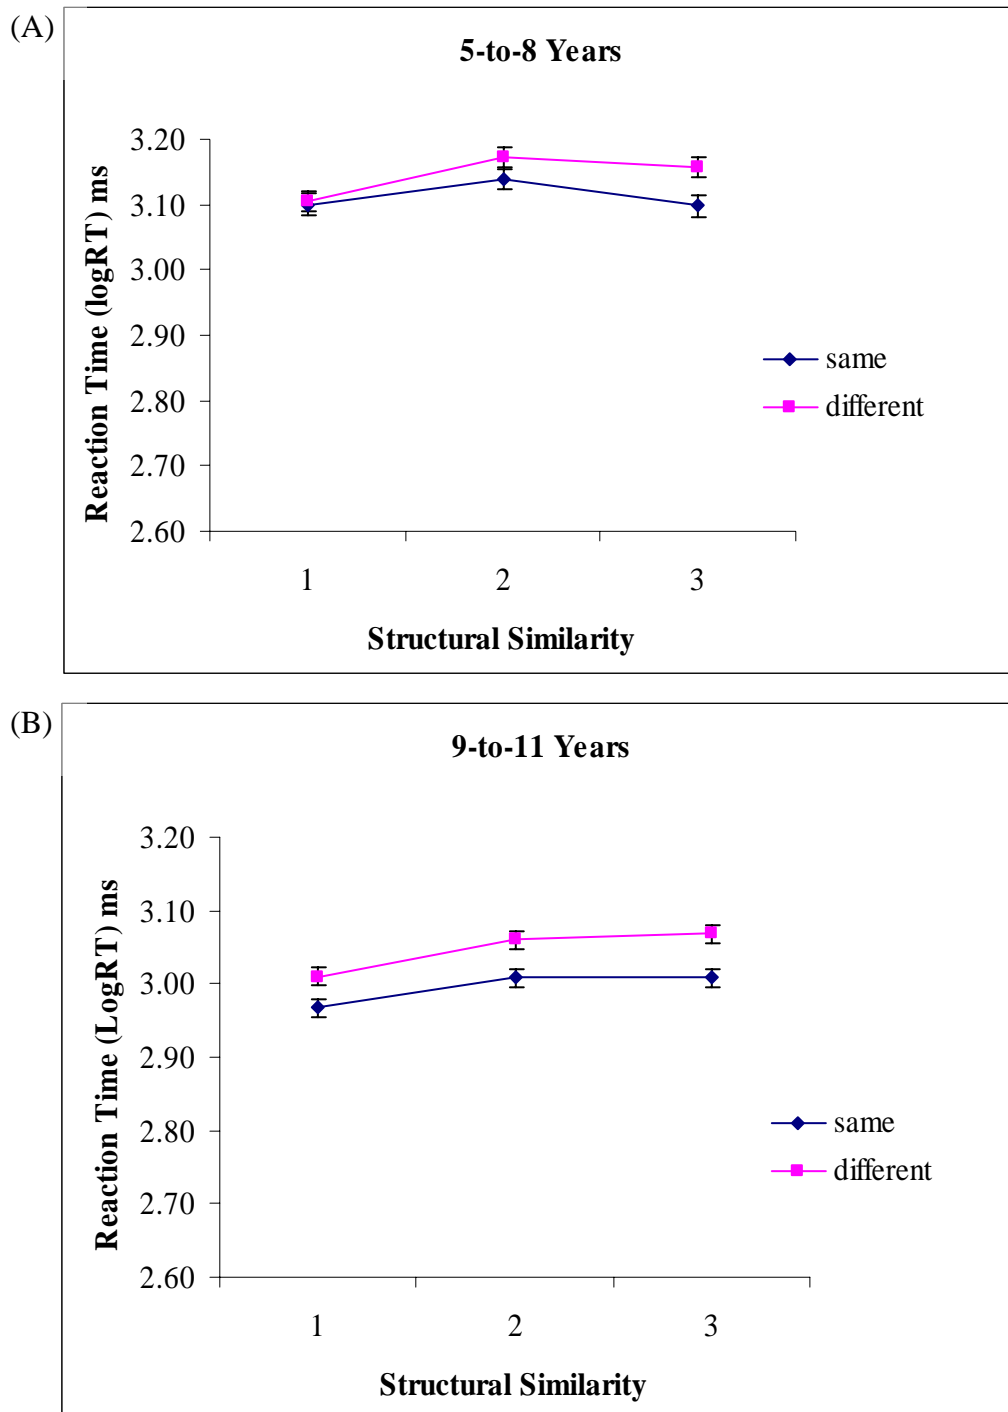 (A)
5-to-8 Years
Reaction Time (logRT) ms
3.20
3.10
3.00
2.90
2.80
2.70
2.60
1 2 3
Structural Similarity
same
different
(B)
9-to-11 Years
Reaction Time (LogRT) ms
3.20
3.10
3.00
2.90
2.80
2.70
2.60
1 2 3
Structural Similarity
same
different